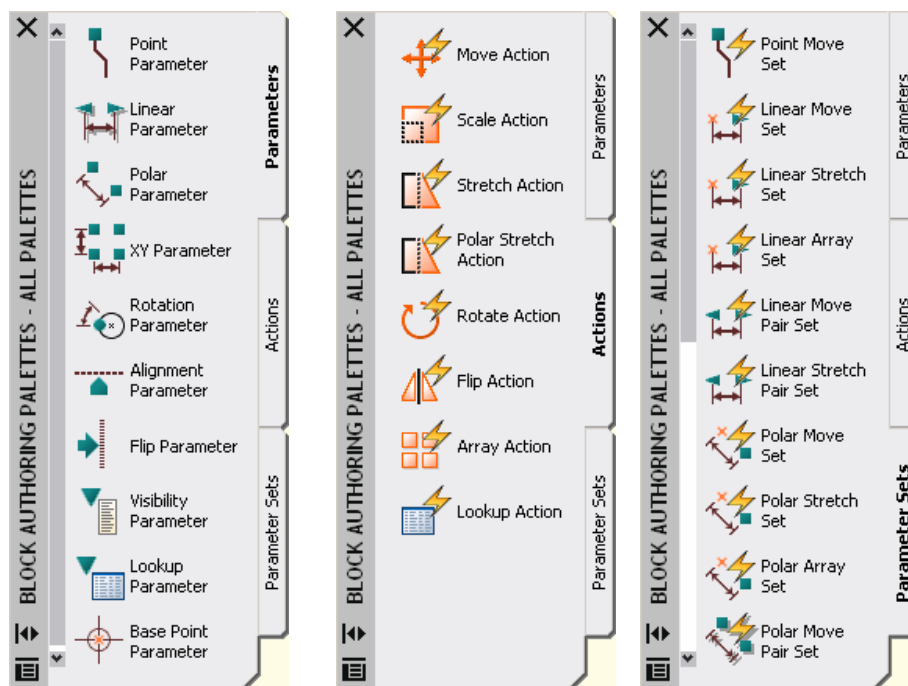 BLOCK AUTHORING PALETTES - ALL PALETTES
Point
Parameter
Linear
Parameter
Polar
Parameter
XY Parameter
Rotation
Parameter
Alignment
Parameter
Flip Parameter
Visibility
Parameter
Lookup
Parameter
Base Point
Parameter
Parameters
Actions
Parameter Sets
BLOCK AUTHORING PALETTES - ALL PALETTES
Move Action
Scale Action
Stretch Action
Polar Stretch
Action
Rotate Action
Flip Action
Array Action
Lookup Action
Parameters
Actions
Parameter Sets
BLOCK AUTHORING PALETTES - ALL PALETTES
Point Move
Set
Linear Move
Set
Linear Stretch
Set
Linear Array
Set
Linear Move
Pair Set
Linear Stretch
Pair Set
Polar Move
Set
Polar Stretch
Set
Polar Array
Set
Polar Move
Pair Set
Parameters
Actions
Parameter Sets